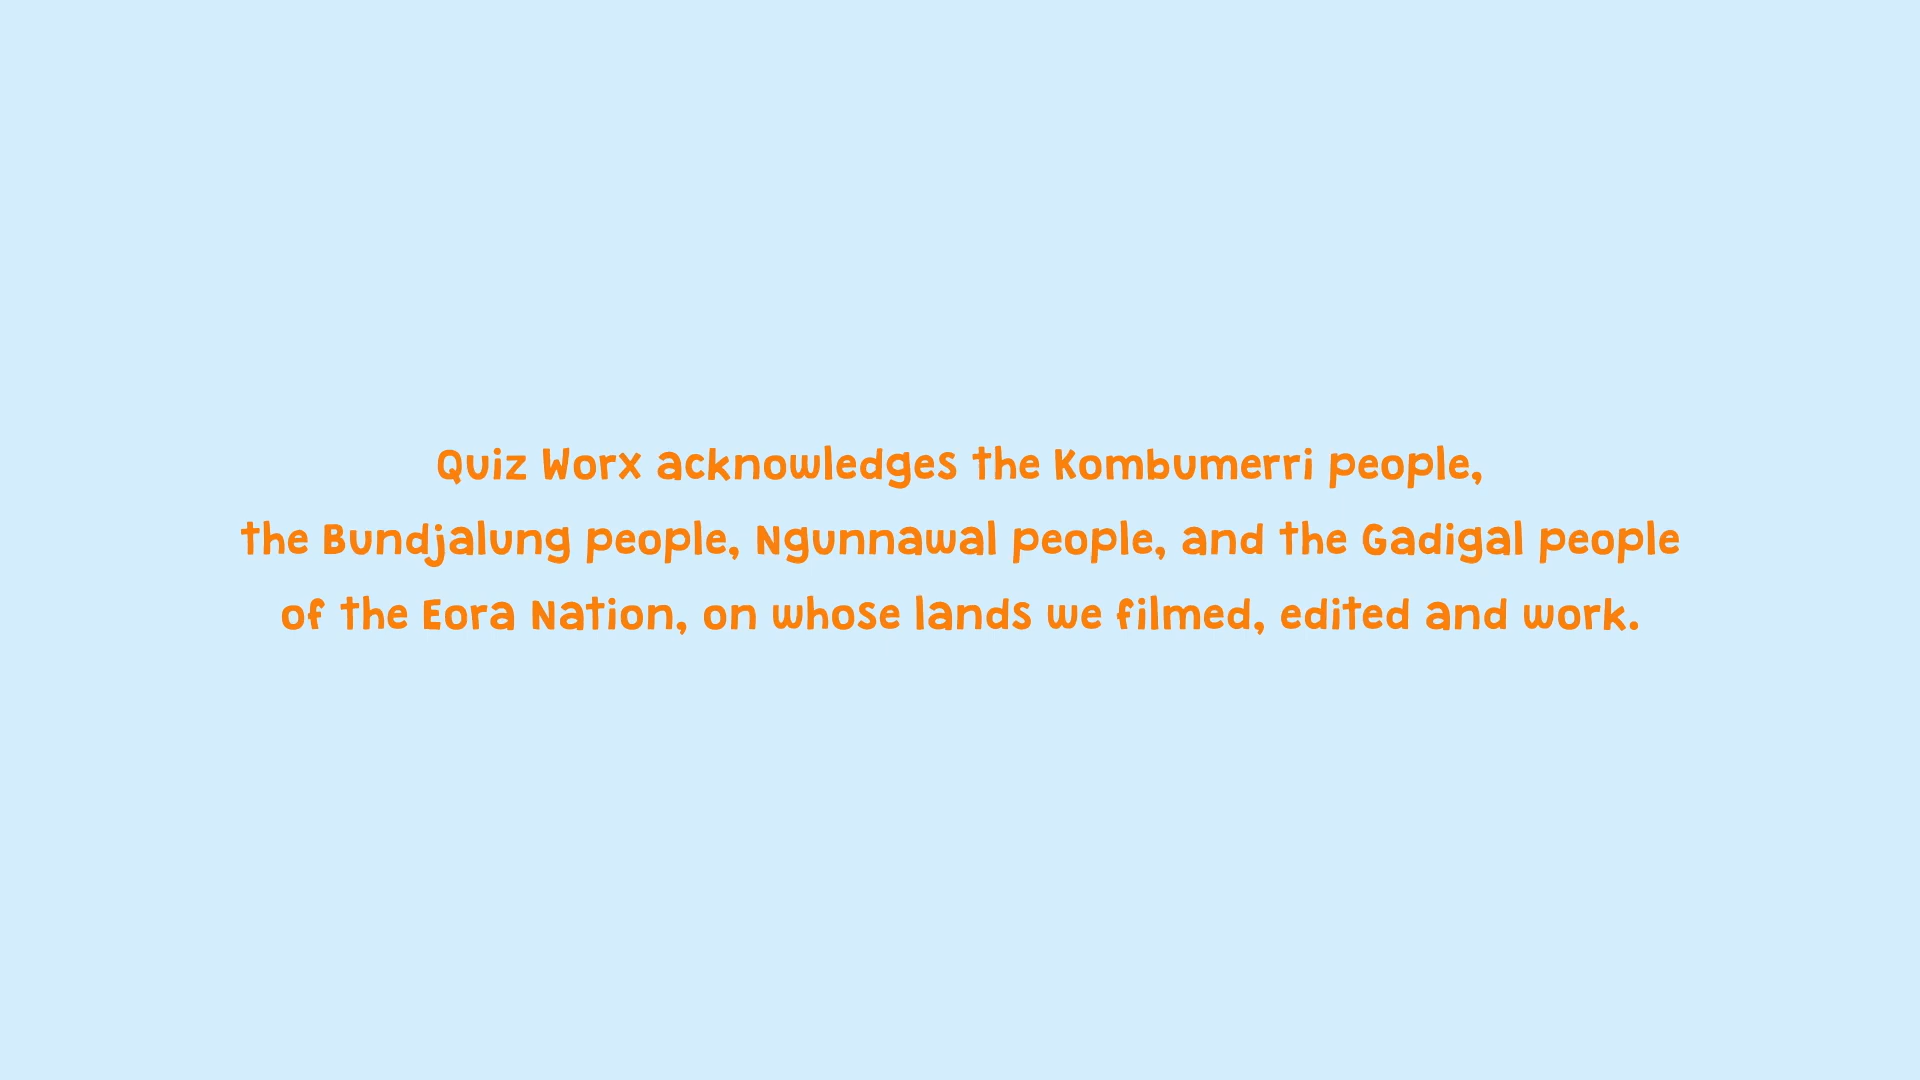 Quiz Worx acknowledges the Kombumerri people,
the Bundjalung people, Ngunnawal people, and the Gadigal people
of the Eora Nation, on whose lands we filmed, edited and work.